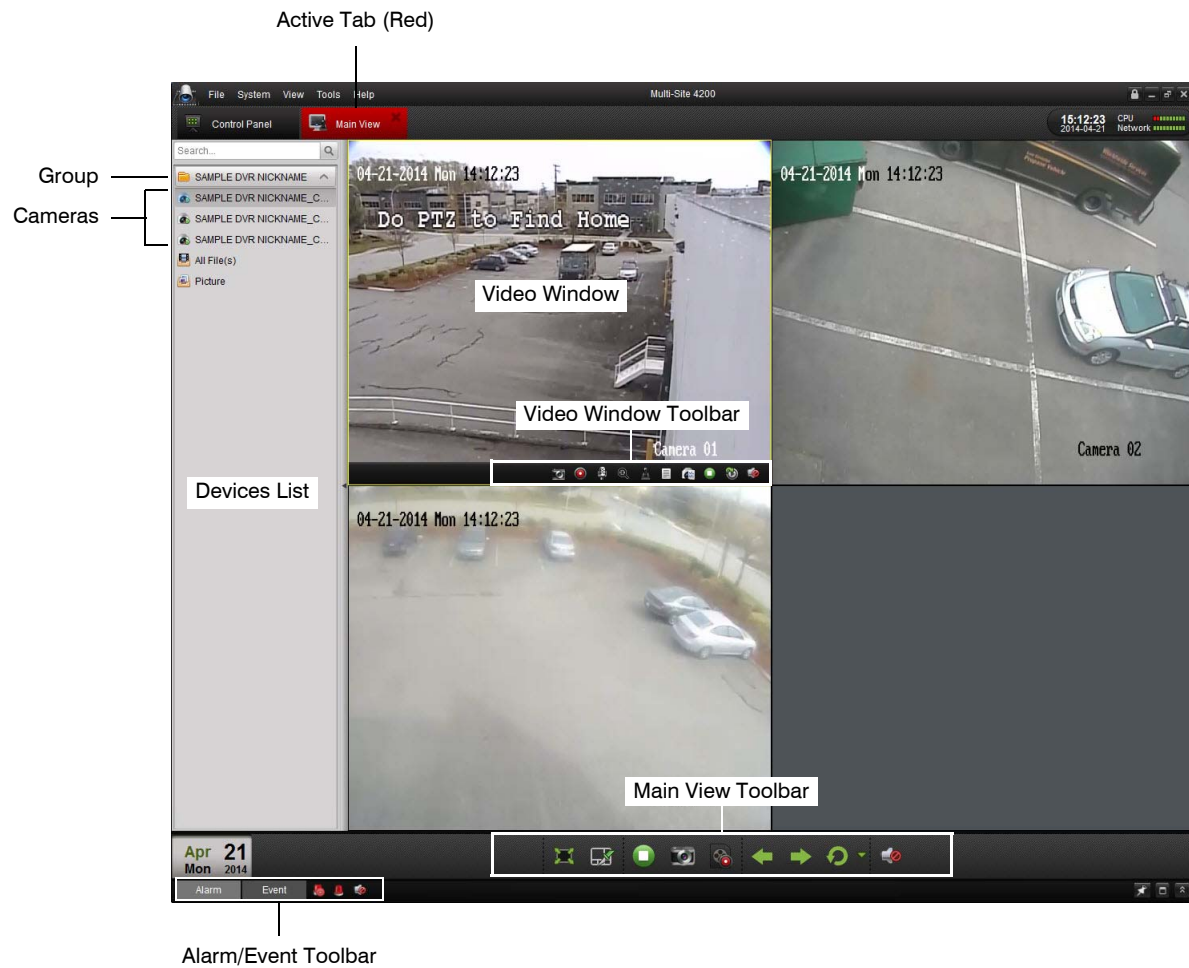 Active Tab (Red)
File System View Tools Help
Multi-Site 4200
Control Panel
Main View
15:12:23
2014-04-21
CPU
Network
Search...
Group
Cameras
SAMPLE DVR NICKNAME
SAMPLE DVR NICKNAME_C...
SAMPLE DVR NICKNAME_C...
SAMPLE DVR NICKNAME_C...
All File(s)
Picture
04-21-2014 Mon 14:12:23
Do PTZ to Find Home
Video Window
Video Window Toolbar
Camera 01
04-21-2014 Mon 14:12:23
Camera 02
Devices List
04-21-2014 Mon 14:12:23
Main View Toolbar
Apr 21
Mon 2014
Alarm
Event
Alarm/Event Toolbar